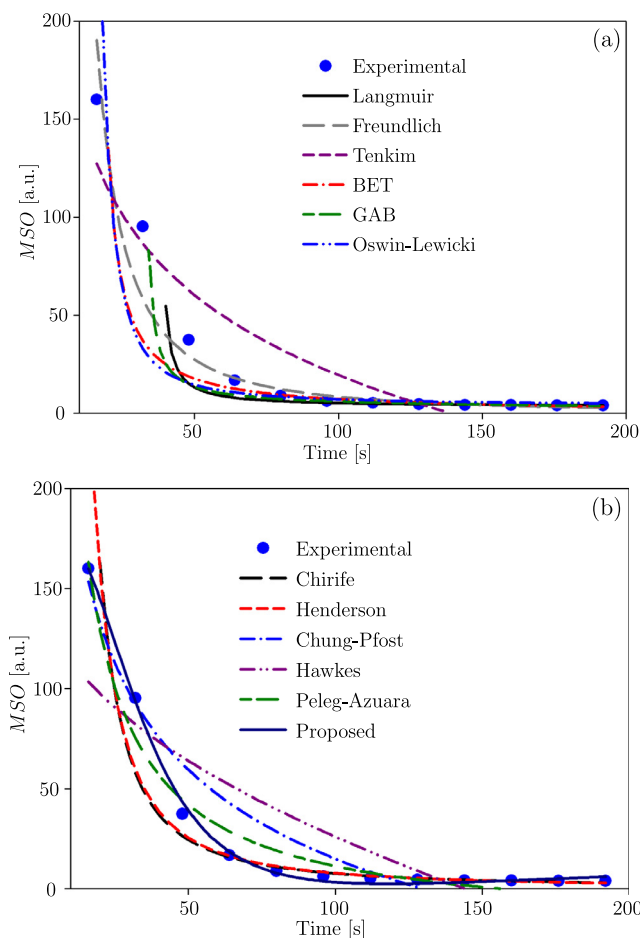 (a)
200
150
100
50
0
MSO [a.u.]
Experimental
Langmuir
Freundlich
Tenkim
BET
GAB
Oswin-Lewicki
50
100
150
200
Time [s]
(b)
200
150
100
50
0
MSO [a.u.]
Experimental
Chirife
Henderson
Chung-Pfost
Hawkes
Peleg-Azuara
Proposed
50
100
150
200
Time [s]